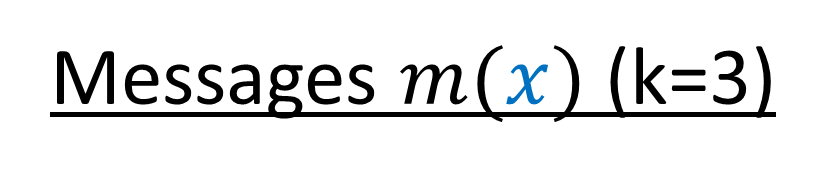 Messages 𝑚(𝑥) (k=3)